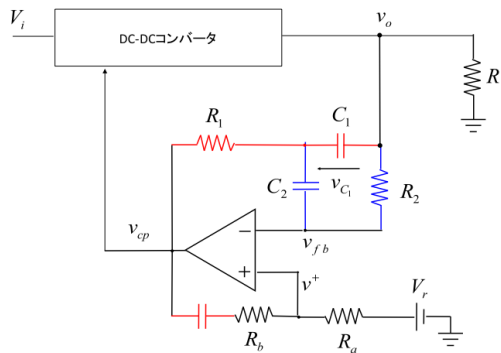 V_i
DC-DCコンバータ
v_o
R
R_1
C_1
C_2
v_{C_1}
R_2
v_{cp}
−
v_{fb}
+
v^+
V_r
R_b
R_a